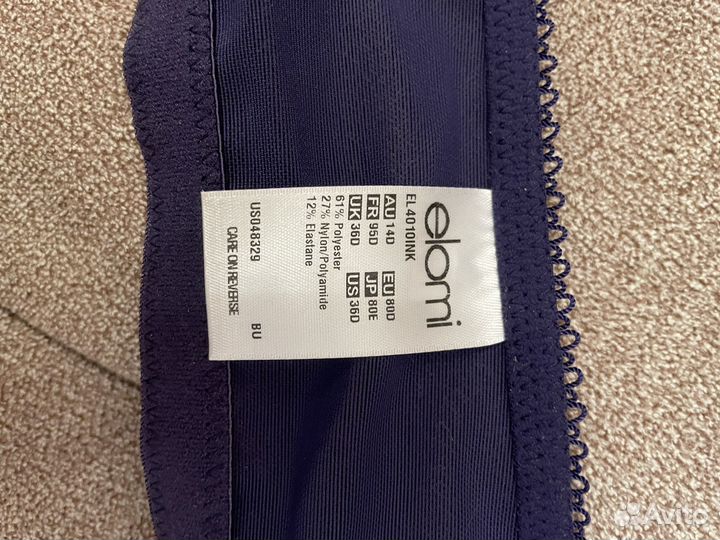 elomi
EL4010INK
AU 14D EU 80D
FR 95D JP 80E
UK 36D US 36D
61% Polyester
27% Nylon/Polyamide
12% Elastane
US048329 BU
CARE ON REVERSE
Avito